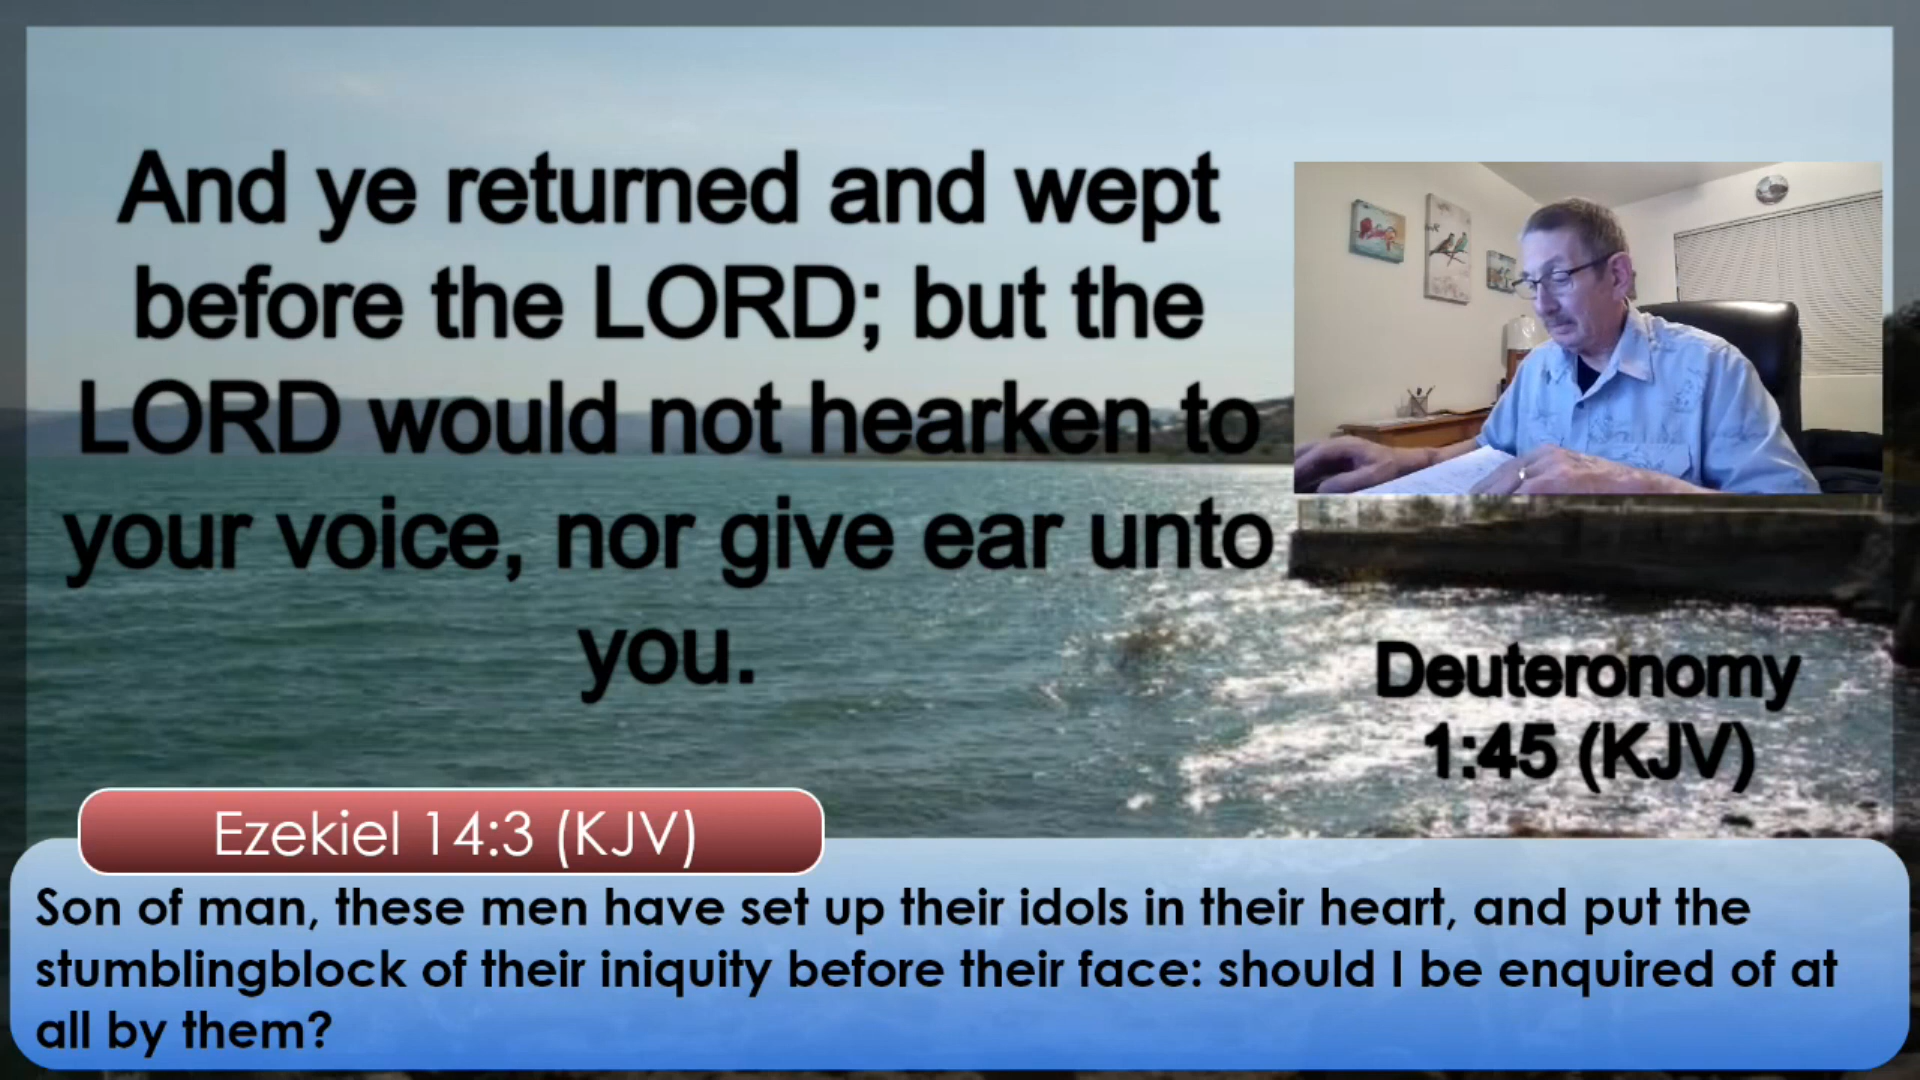 And ye returned and wept
before the LORD; but the
LORD would not hearken to
your voice, nor give ear unto
you.
Deuteronomy
1:45 (KJV)
Ezekiel 14:3 (KJV)
Son of man, these men have set up their idols in their heart, and put the
stumblingblock of their iniquity before their face: should I be enquired of at
all by them?